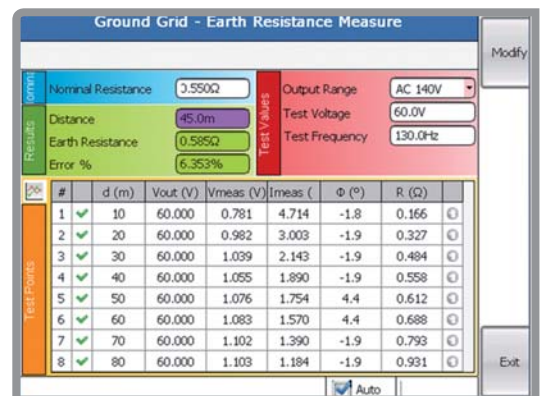 Ground Grid - Earth Resistance Measure
Modify
Nominal Resistance
0.550Ω
Results
Distance
45.0m
Earth Resistance
0.585Ω
Error %
6.353%
Test Values
Output Range
AC 140V
Test Voltage
60.0V
Test Frequency
130.0Hz
Test Points
# d (m) Vout (V) Vmeas (V) Imeas ( Φ (°) R (Ω)
1 10 60.000 0.781 4.714 -1.8 0.166
2 20 60.000 0.982 3.003 -1.9 0.327
3 30 60.000 1.039 2.143 -1.9 0.484
4 40 60.000 1.055 1.890 -1.9 0.558
5 50 60.000 1.076 1.754 4.4 0.612
6 60 60.000 1.083 1.570 4.4 0.688
7 70 60.000 1.102 1.390 -1.9 0.793
8 80 60.000 1.103 1.184 -1.9 0.931
Exit
Auto